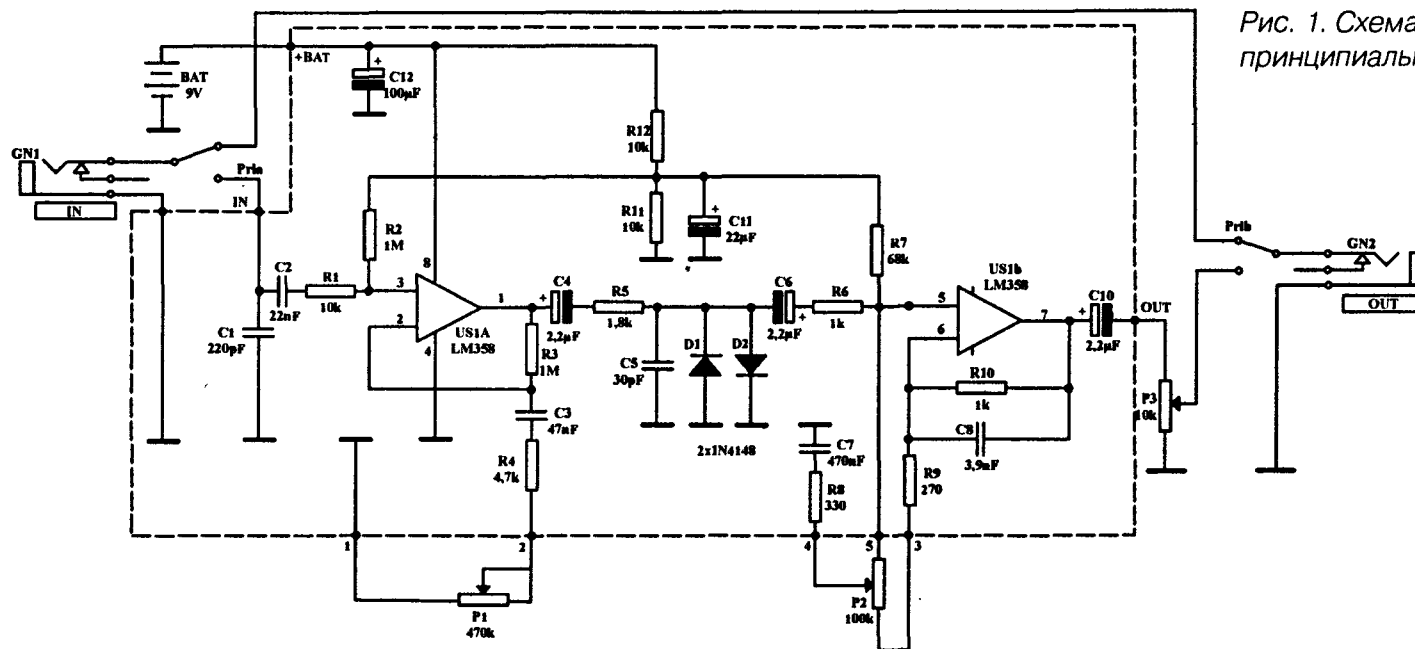 Рис. 1. Схема
принципиальн
+BAT
BAT
9V
C12
100µF
GN1
Pria
IN
IN
R12
10k
R2
1M
R11
10k
C11
22µF
R7
68k
Prib
GN2
OUT
C2
22nF
R1
10k
3
2
8
4
1
US1A
LM358
C1
220pF
C4
2,2µF
R5
1,8k
C6
2,2µF
R6
1k
US1b
LM358
5
6
7
C10
2,2µF
OUT
R3
1M
C5
30pF
D1
D2
2x1N4148
R10
1k
C8
3,9nF
P3
10k
C3
47nF
R4
4,7k
C7
470nF
R8
330
R9
270
1
2
4
5
3
P1
470k
P2
100k